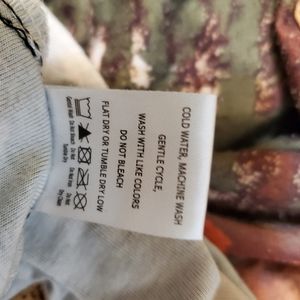 COLD WATER, MACHINE WASH
GENTLE CYCLE,
WASH WITH LIKE COLORS
DO NOT BLEACH
FLAT DRY OR TUMBLE DRY LOW